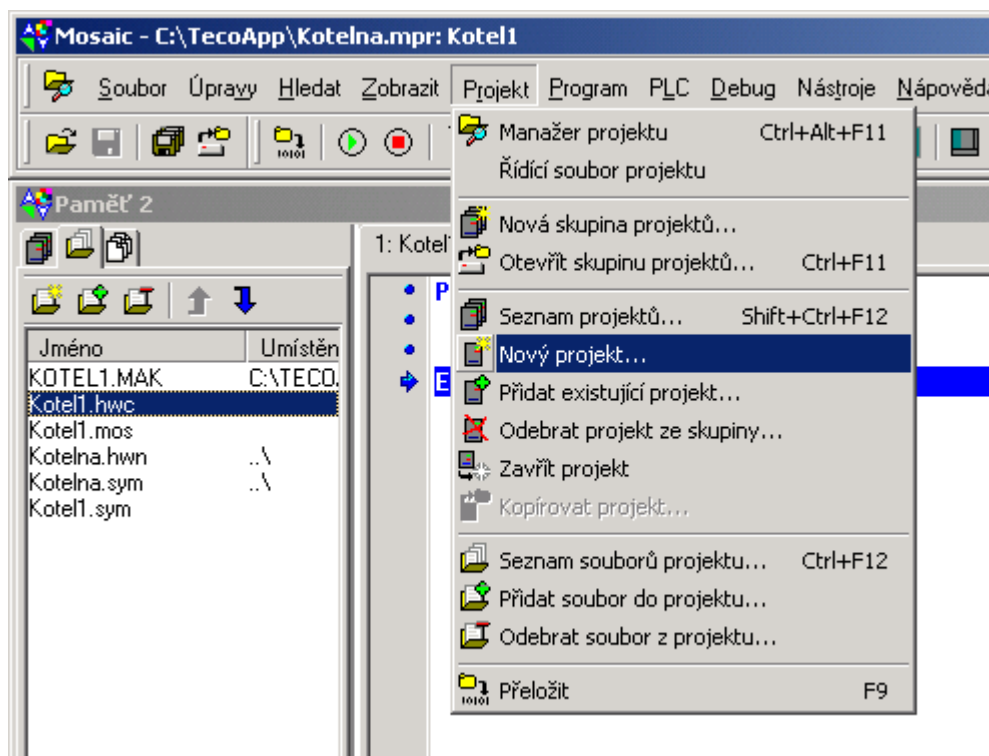 Mosaic - C:\TecoApp\Kotelna.mpr: Kotel1
Soubor Úpravy Hledat Zobrazit Projekt Program PLC Debug Nástroje Nápověda
Paměť 2
1: Kotel
Jméno Umístěn
KOTEL1.MAK C:\TECO.
Kotel1.hwc
Kotel1.mos
Kotelna.hwn ..\
Kotelna.sym ..\
Kotel1.sym
P
E
Manažer projektu Ctrl+Alt+F11
Řídící soubor projektu
Nová skupina projektů...
Otevřít skupinu projektů... Ctrl+F11
Seznam projektů... Shift+Ctrl+F12
Nový projekt...
Přidat existující projekt...
Odebrat projekt ze skupiny...
Zavřít projekt
Kopírovat projekt...
Seznam souborů projektu... Ctrl+F12
Přidat soubor do projektu...
Odebrat soubor z projektu...
Přeložit F9